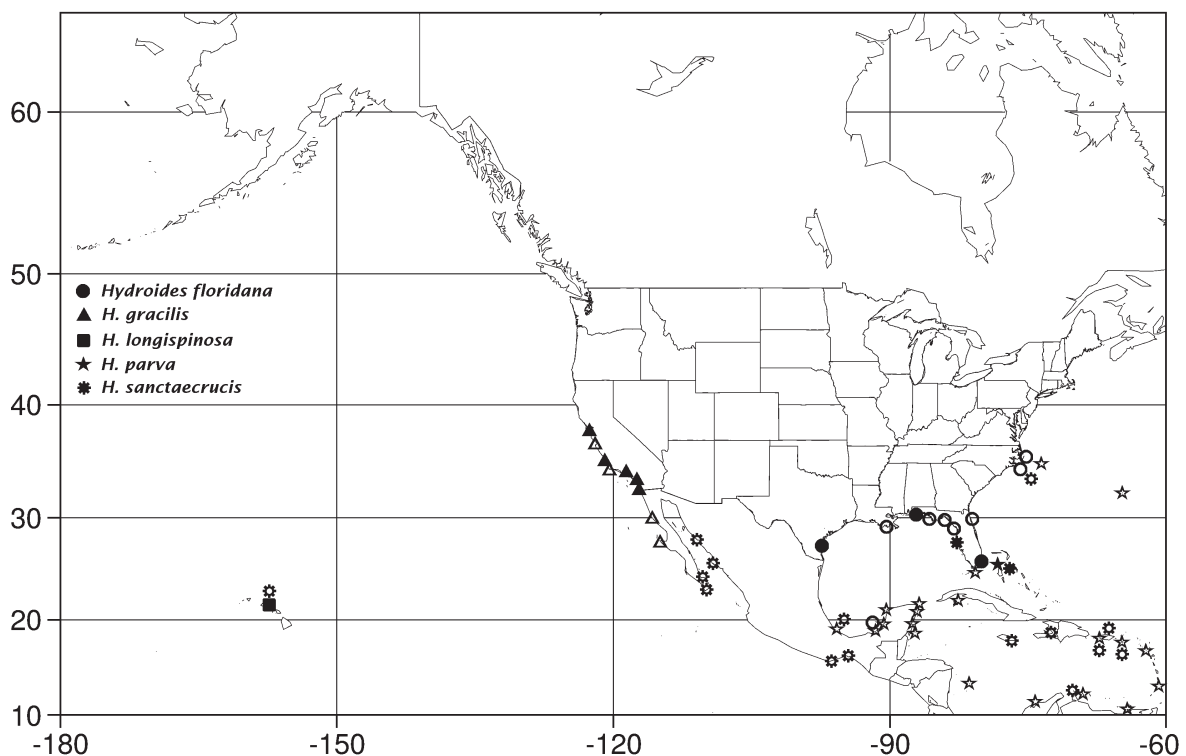 60
50
Hydroides floridana
H. gracilis
H. longispinosa
H. parva
H. sanctaecrucis
40
30
20
10
-180 -150 -120 -90 -60